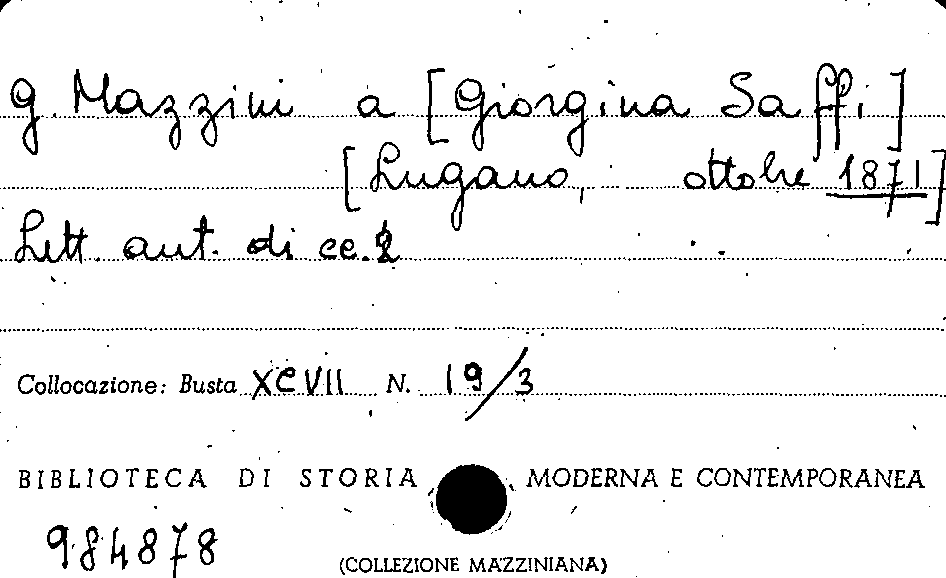 G. Mazzini a [Giorgina Saffi]
[Lugano, ottobre 1871]
Lett. aut. di cc. 2
Collocazione: Busta XCVII N. 19/3
BIBLIOTECA DI STORIA MODERNA E CONTEMPORANEA
984878
(COLLEZIONE MAZZINIANA)